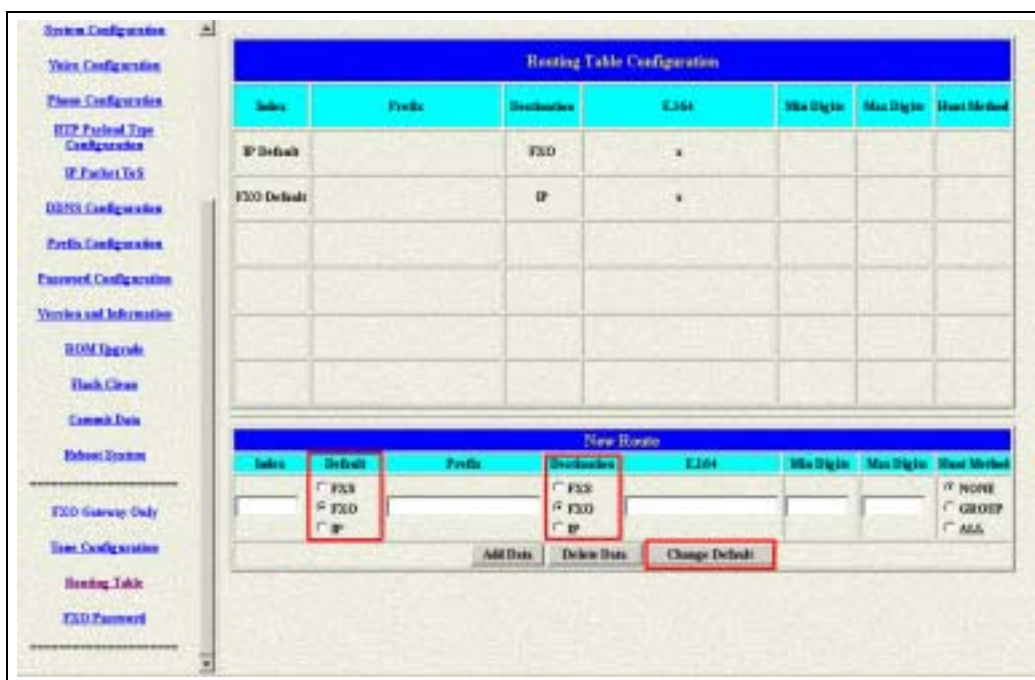 System Configuration
Voice Configuration
Phone Configuration
RTP Payload Type
Configuration
IP Packet ToS
DDNS Configuration
Prefix Configuration
Password Configuration
Version and Information
ROM Upgrade
Flash Clean
Commit Data
Reboot System
FXO Gateway Only
Tone Configuration
Routing Table
FXO Password
Routing Table Configuration
Index Prefix Destination E.164 Min Digits Max Digits Hunt Method
IP Default FXO x
FXO Default IP x
New Route
Index Default Prefix Destination E.164 Min Digits Max Digits Hunt Method
FXS FXS NONE
FXO FXO GROUP
IP IP ALL
Add Data Delete Data Change Default